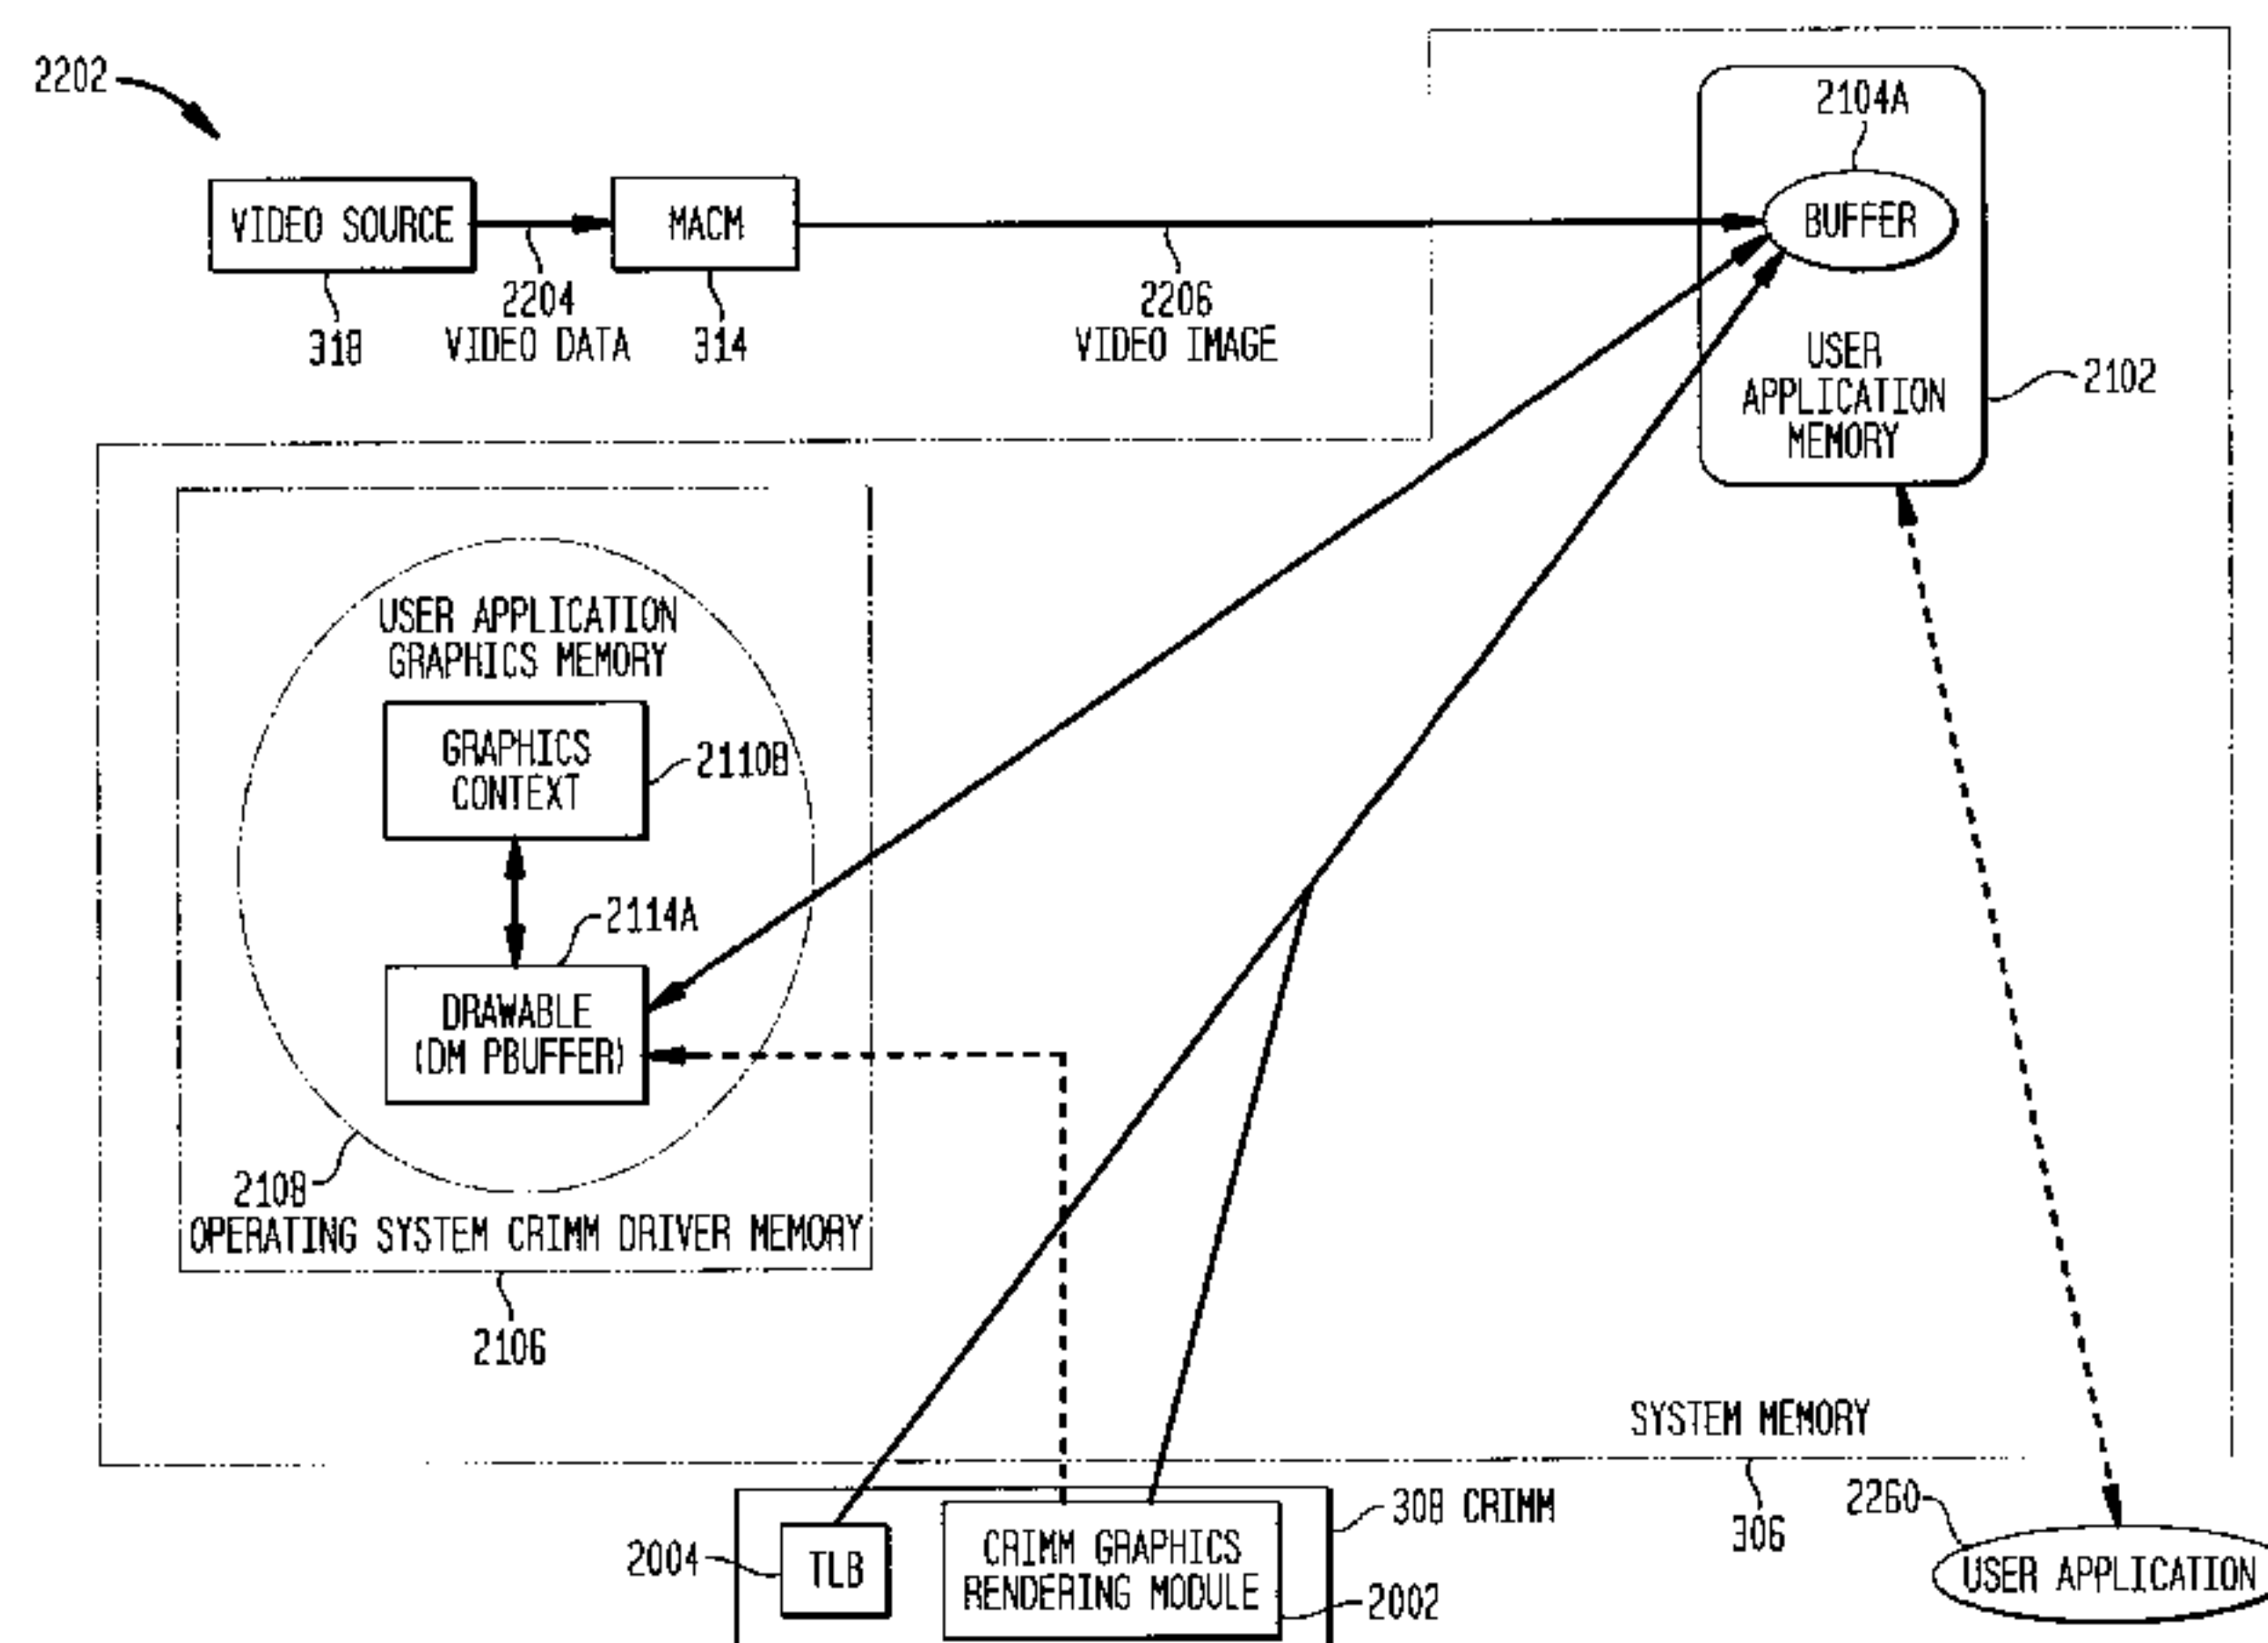 2202
2104A
VIDEO SOURCE
MACM
BUFFER
2204
VIDEO DATA
318
314
2206
VIDEO IMAGE
USER
APPLICATION
MEMORY
2102
USER APPLICATION
GRAPHICS MEMORY
GRAPHICS
CONTEXT
2110B
2114A
DRAWABLE
(DM PBUFFER)
2108
OPERATING SYSTEM CRIMM DRIVER MEMORY
2106
SYSTEM MEMORY
306
2260
USER APPLICATION
308 CRIMM
2004
TLB
CRIMM GRAPHICS
RENDERING MODULE
2002